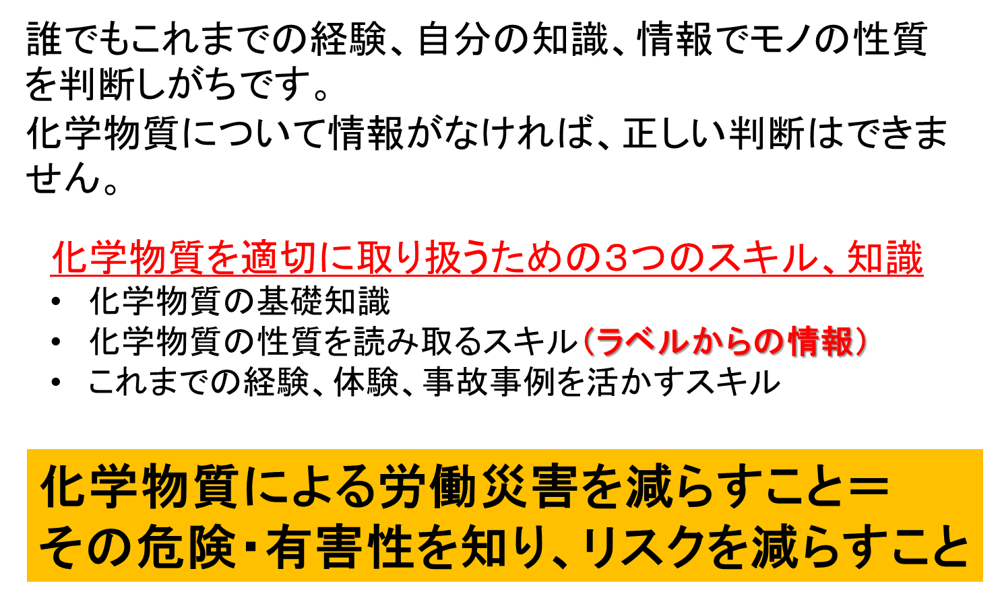 誰でもこれまでの経験、自分の知識、情報でモノの性質
を判断しがちです。
化学物質について情報がなければ、正しい判断はできま
せん。
化学物質を適切に取り扱うための３つのスキル、知識
• 化学物質の基礎知識
• 化学物質の性質を読み取るスキル（ラベルからの情報）
• これまでの経験、体験、事故事例を活かすスキル
化学物質による労働災害を減らすこと＝
その危険・有害性を知り、リスクを減らすこと